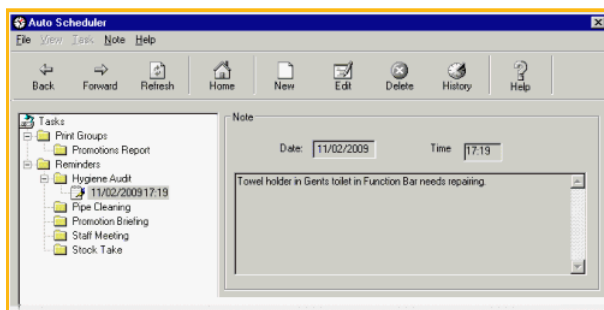 Auto Scheduler
File View Task Note Help
Back Forward Refresh Home New Edit Delete History Help
Tasks
Print Groups
Promotions Report
Reminders
Hygiene Audit
11/02/2009 17:19
Pipe Cleaning
Promotion Briefing
Staff Meeting
Stock Take
Note
Date: 11/02/2009 Time 17:19
Towel holder in Gents toilet in Function Bar needs repairing.